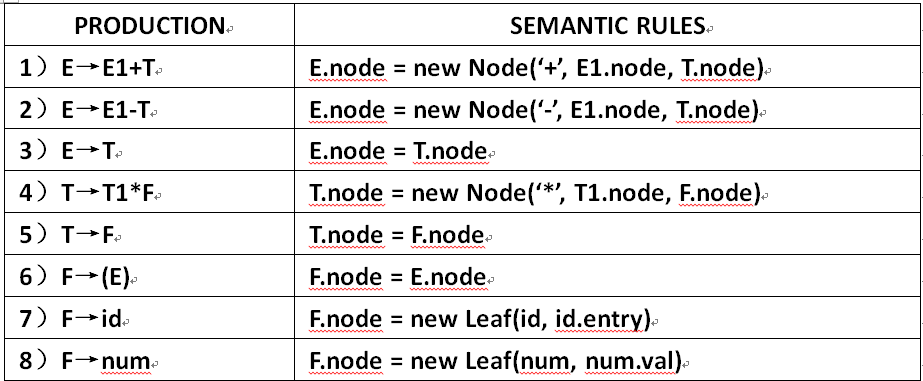 PRODUCTION SEMANTIC RULES
1）E→E1+T E.node = new Node(‘+’, E1.node, T.node)
2）E→E1-T E.node = new Node(‘-’, E1.node, T.node)
3）E→T E.node = T.node
4）T→T1*F T.node = new Node(‘*’, T1.node, F.node)
5）T→F T.node = F.node
6）F→(E) F.node = E.node
7）F→id F.node = new Leaf(id, id.entry)
8）F→num F.node = new Leaf(num, num.val)